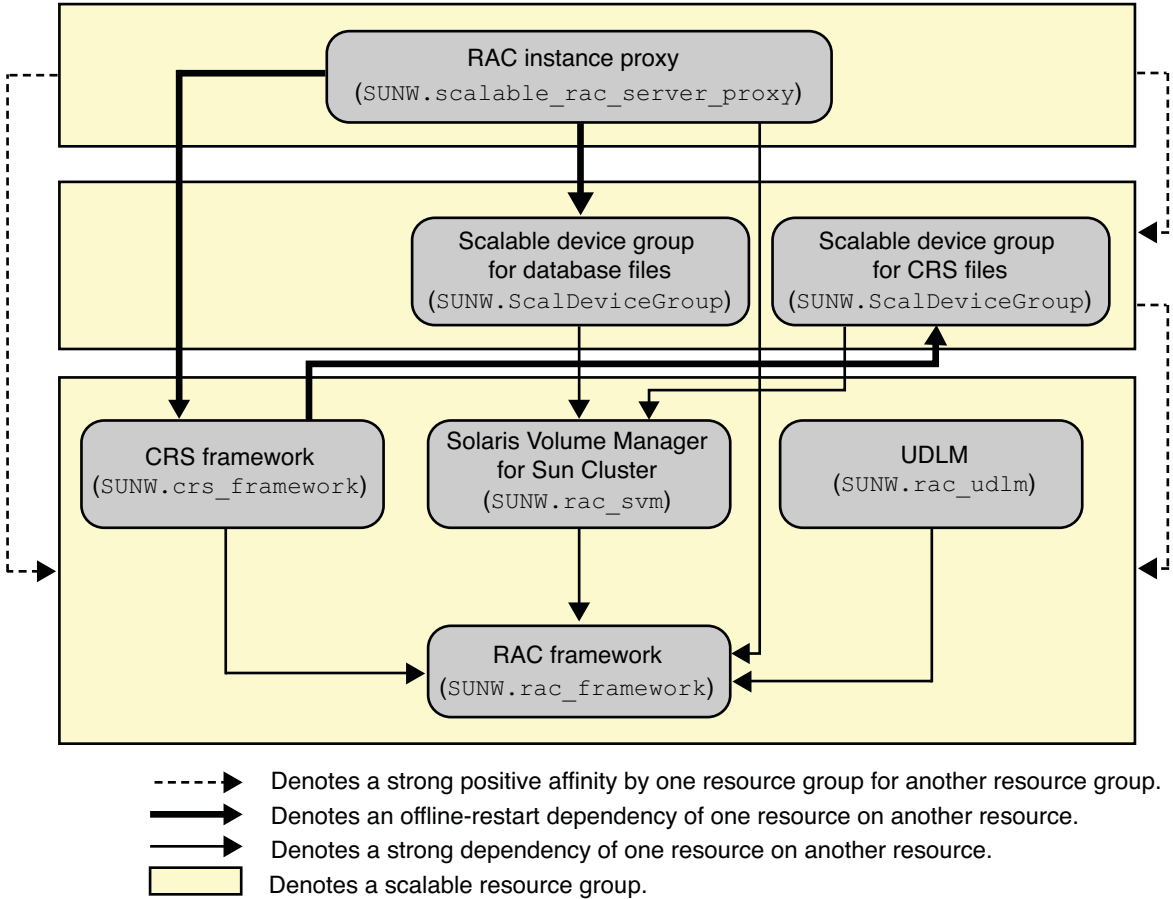 RAC instance proxy
(SUNW.scalable_rac_server_proxy)
Scalable device group
for database files
(SUNW.ScalDeviceGroup)
Scalable device group
for CRS files
(SUNW.ScalDeviceGroup)
CRS framework
(SUNW.crs_framework)
Solaris Volume Manager
for Sun Cluster
(SUNW.rac_svm)
UDLM
(SUNW.rac_udlm)
RAC framework
(SUNW.rac_framework)
Denotes a strong positive affinity by one resource group for another resource group.
Denotes an offline-restart dependency of one resource on another resource.
Denotes a strong dependency of one resource on another resource.
Denotes a scalable resource group.